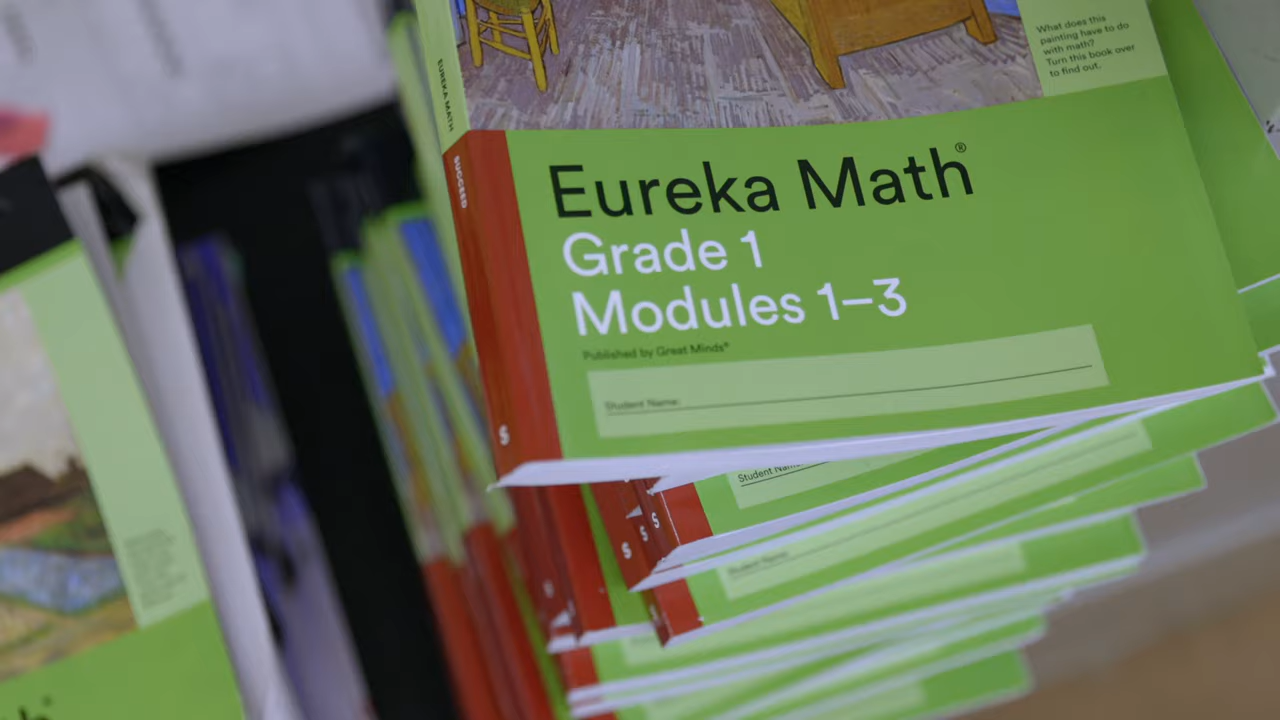 What does this
painting have to do
with math?
Turn this book over
to find out.
EUREKA MATH
SUCCEED
Eureka Math®
Grade 1
Modules 1–3
Published by Great Minds®
Student Name:
S
Student Name:
S
S
Student Name: